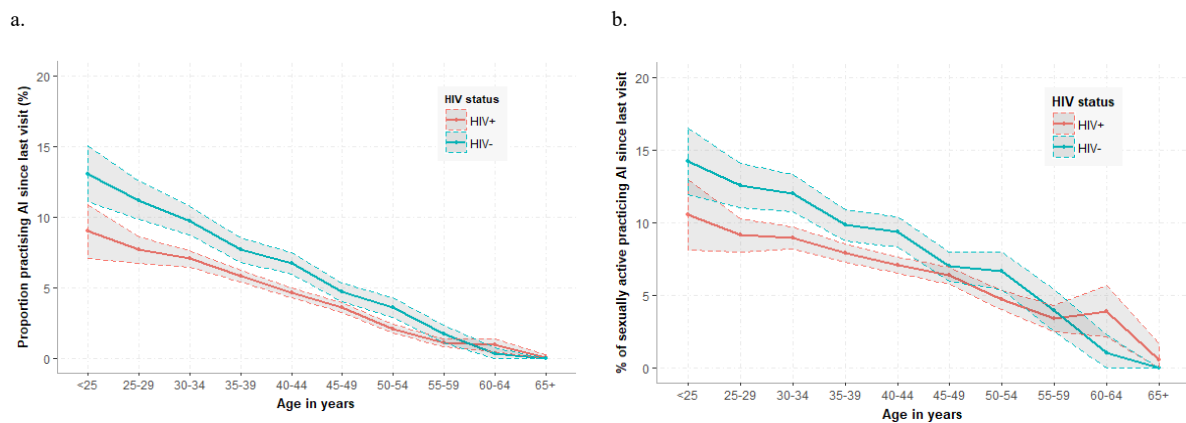 a.
Proportion practising AI since last visit (%)
20
15
10
5
0
HIV status
HIV+
HIV-
<25 25-29 30-34 35-39 40-44 45-49 50-54 55-59 60-64 65+
Age in years
b.
% of sexually active practicing AI since last visit
20
15
10
5
0
HIV status
HIV+
HIV-
<25 25-29 30-34 35-39 40-44 45-49 50-54 55-59 60-64 65+
Age in years